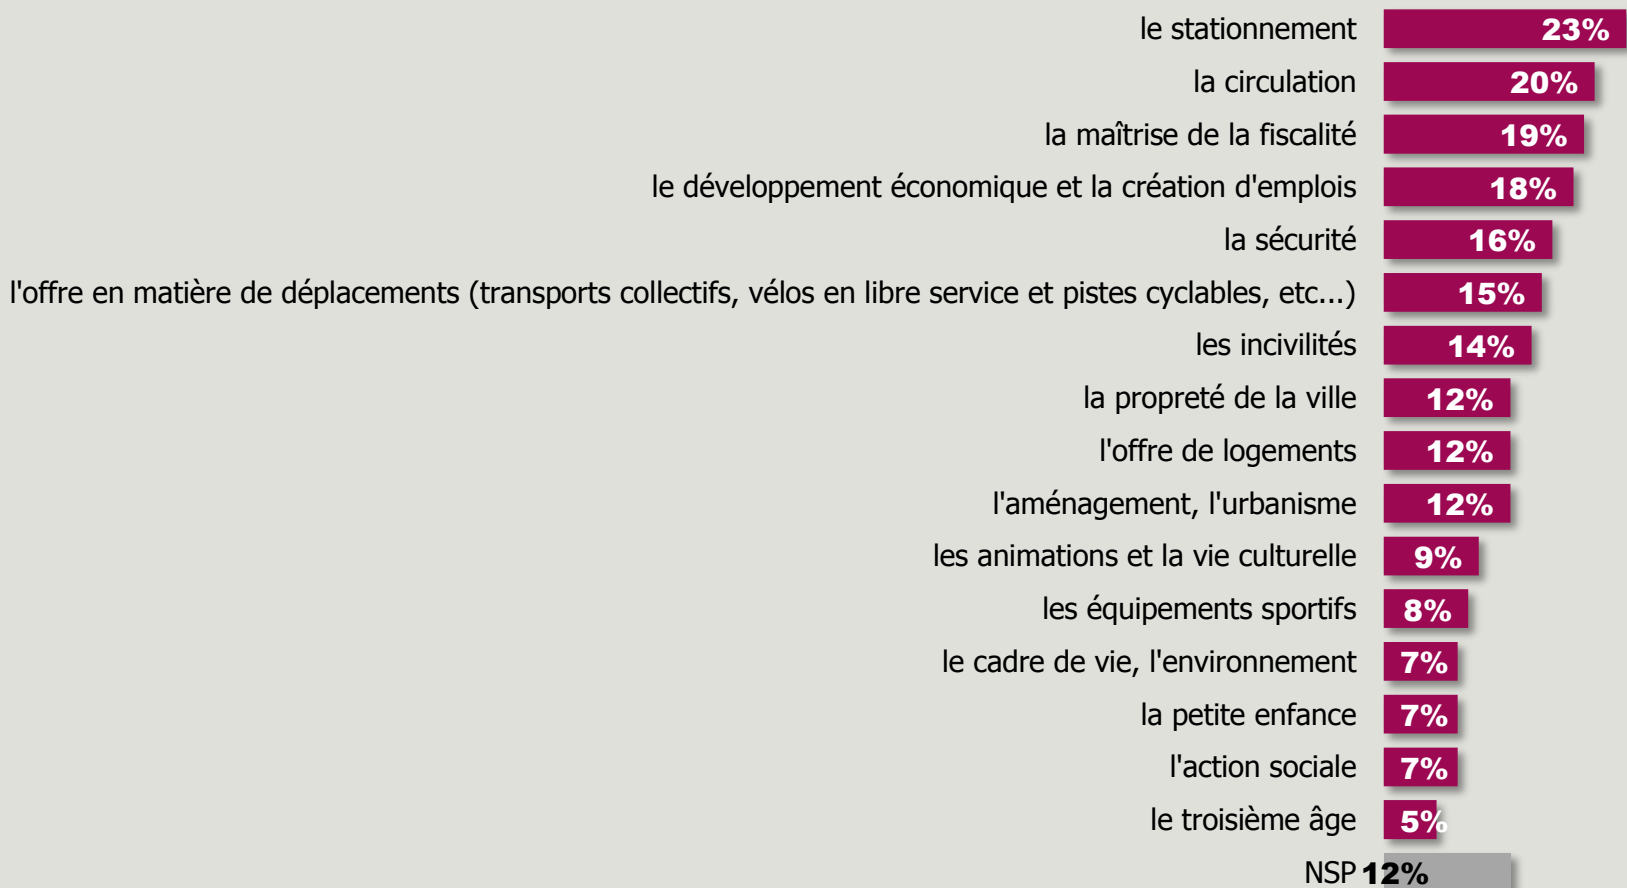 le stationnement 23%
la circulation 20%
la maîtrise de la fiscalité 19%
le développement économique et la création d'emplois 18%
la sécurité 16%
l'offre en matière de déplacements (transports collectifs, vélos en libre service et pistes cyclables, etc...) 15%
les incivilités 14%
la propreté de la ville 12%
l'offre de logements 12%
l'aménagement, l'urbanisme 12%
les animations et la vie culturelle 9%
les équipements sportifs 8%
le cadre de vie, l'environnement 7%
la petite enfance 7%
l'action sociale 7%
le troisième âge 5%
NSP 12%